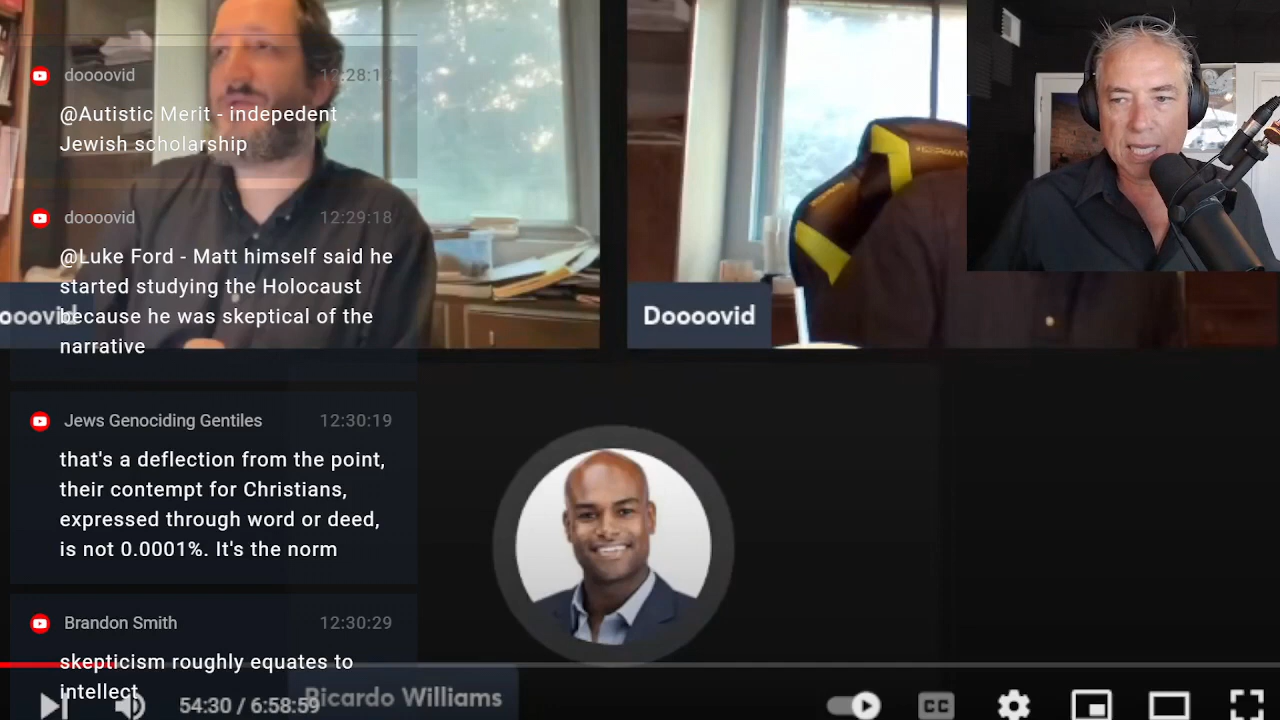 doooovid 12:28:1
@Autistic Merit - indepedent
Jewish scholarship
doooovid 12:29:18
@Luke Ford - Matt himself said he
started studying the Holocaust
because he was skeptical of the
narrative
ooovid
Doooovid
Jews Genociding Gentiles 12:30:19
that's a deflection from the point,
their contempt for Christians,
expressed through word or deed,
is not 0.0001%. It's the norm
Brandon Smith 12:30:29
skepticism roughly equates to
intellect
54:30 / 6:58:59
Ricardo Williams
CC